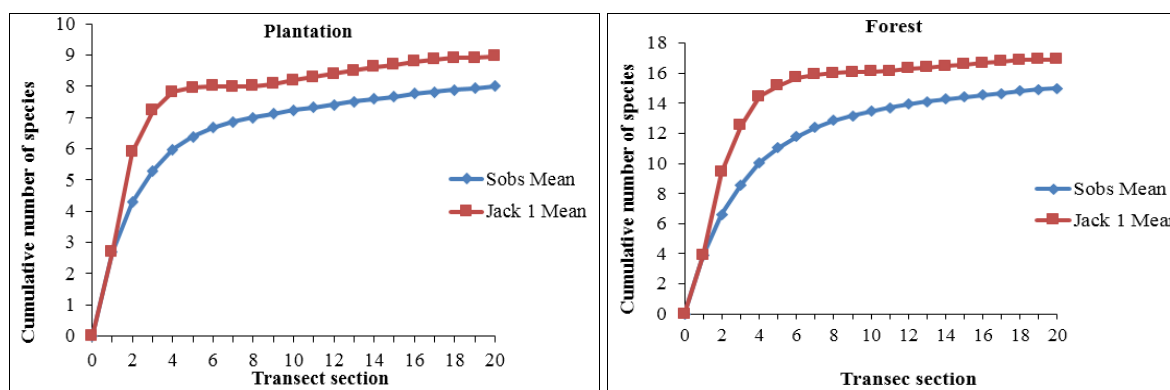 Plantation
Cumulative number of species
10
9
8
7
6
5
4
3
2
1
0
0 2 4 6 8 10 12 14 16 18 20
Transect section
Sobs Mean
Jack 1 Mean
Forest
Cumulative number of species
18
16
14
12
10
8
6
4
2
0
0 2 4 6 8 10 12 14 16 18 20
Transec section
Sobs Mean
Jack 1 Mean